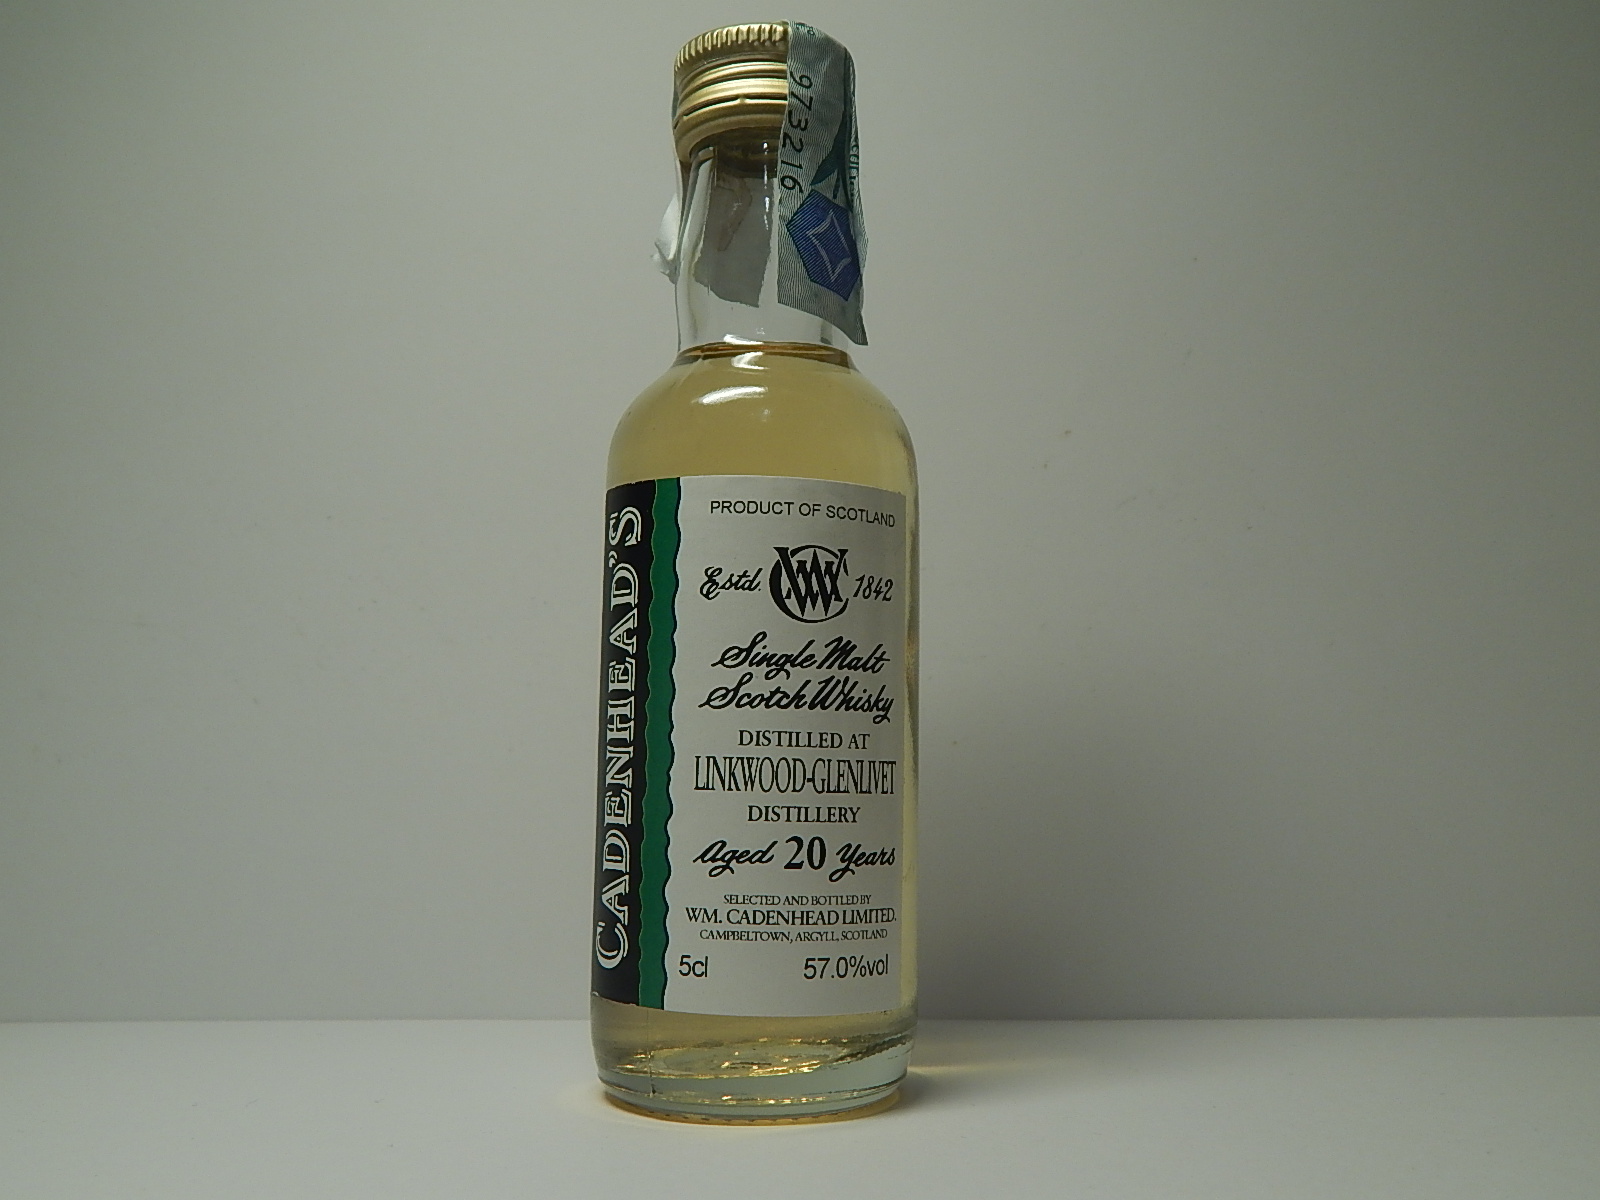 973216
CADENHEAD'S
PRODUCT OF SCOTLAND
Estd. WC 1842
Single Malt
Scotch Whisky
DISTILLED AT
LINKWOOD-GLENLIVET
DISTILLERY
Aged 20 Years
SELECTED AND BOTTLED BY
WM. CADENHEAD LIMITED.
CAMPBELTOWN, ARGYLL, SCOTLAND
5cl 57.0%vol